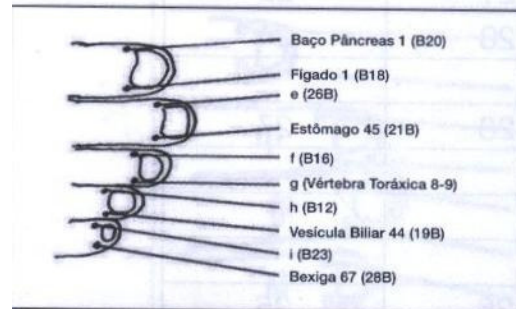 Baço Pâncreas 1 (B20)
Fígado 1 (B18)
e (26B)
Estômago 45 (21B)
f (B16)
g (Vértebra Toráxica 8-9)
h (B12)
Vesícula Biliar 44 (19B)
i (B23)
Bexiga 67 (28B)